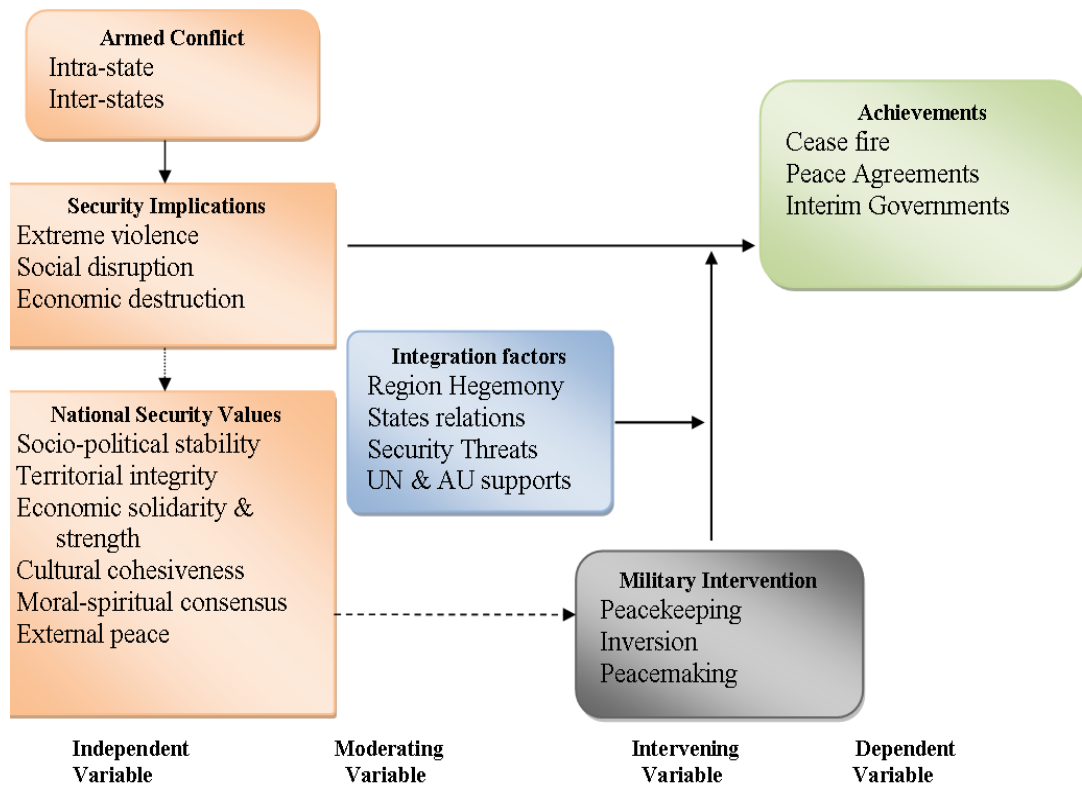 Armed Conflict
Intra-state
Inter-states
Security Implications
Extreme violence
Social disruption
Economic destruction
National Security Values
Socio-political stability
Territorial integrity
Economic solidarity &
strength
Cultural cohesiveness
Moral-spiritual consensus
External peace
Integration factors
Region Hegemony
States relations
Security Threats
UN & AU supports
Military Intervention
Peacekeeping
Inversion
Peacemaking
Achievements
Cease fire
Peace Agreements
Interim Governments
Independent
Variable
Moderating
Variable
Intervening
Variable
Dependent
Variable